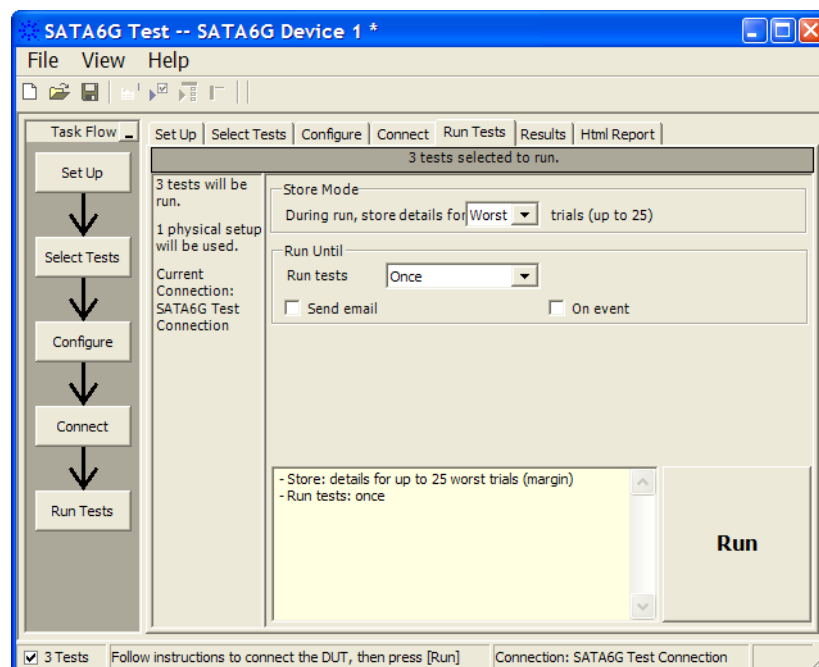 SATA6G Test -- SATA6G Device 1 *
File View Help
Task Flow
Set Up
Select Tests
Configure
Connect
Run Tests
Set Up Select Tests Configure Connect Run Tests Results Html Report
3 tests selected to run.
3 tests will be
run.
1 physical setup
will be used.
Current
Connection:
SATA6G Test
Connection
Store Mode
During run, store details for Worst trials (up to 25)
Run Until
Run tests Once
Send email On event
- Store: details for up to 25 worst trials (margin)
- Run tests: once
Run
3 Tests Follow instructions to connect the DUT, then press [Run] Connection: SATA6G Test Connection